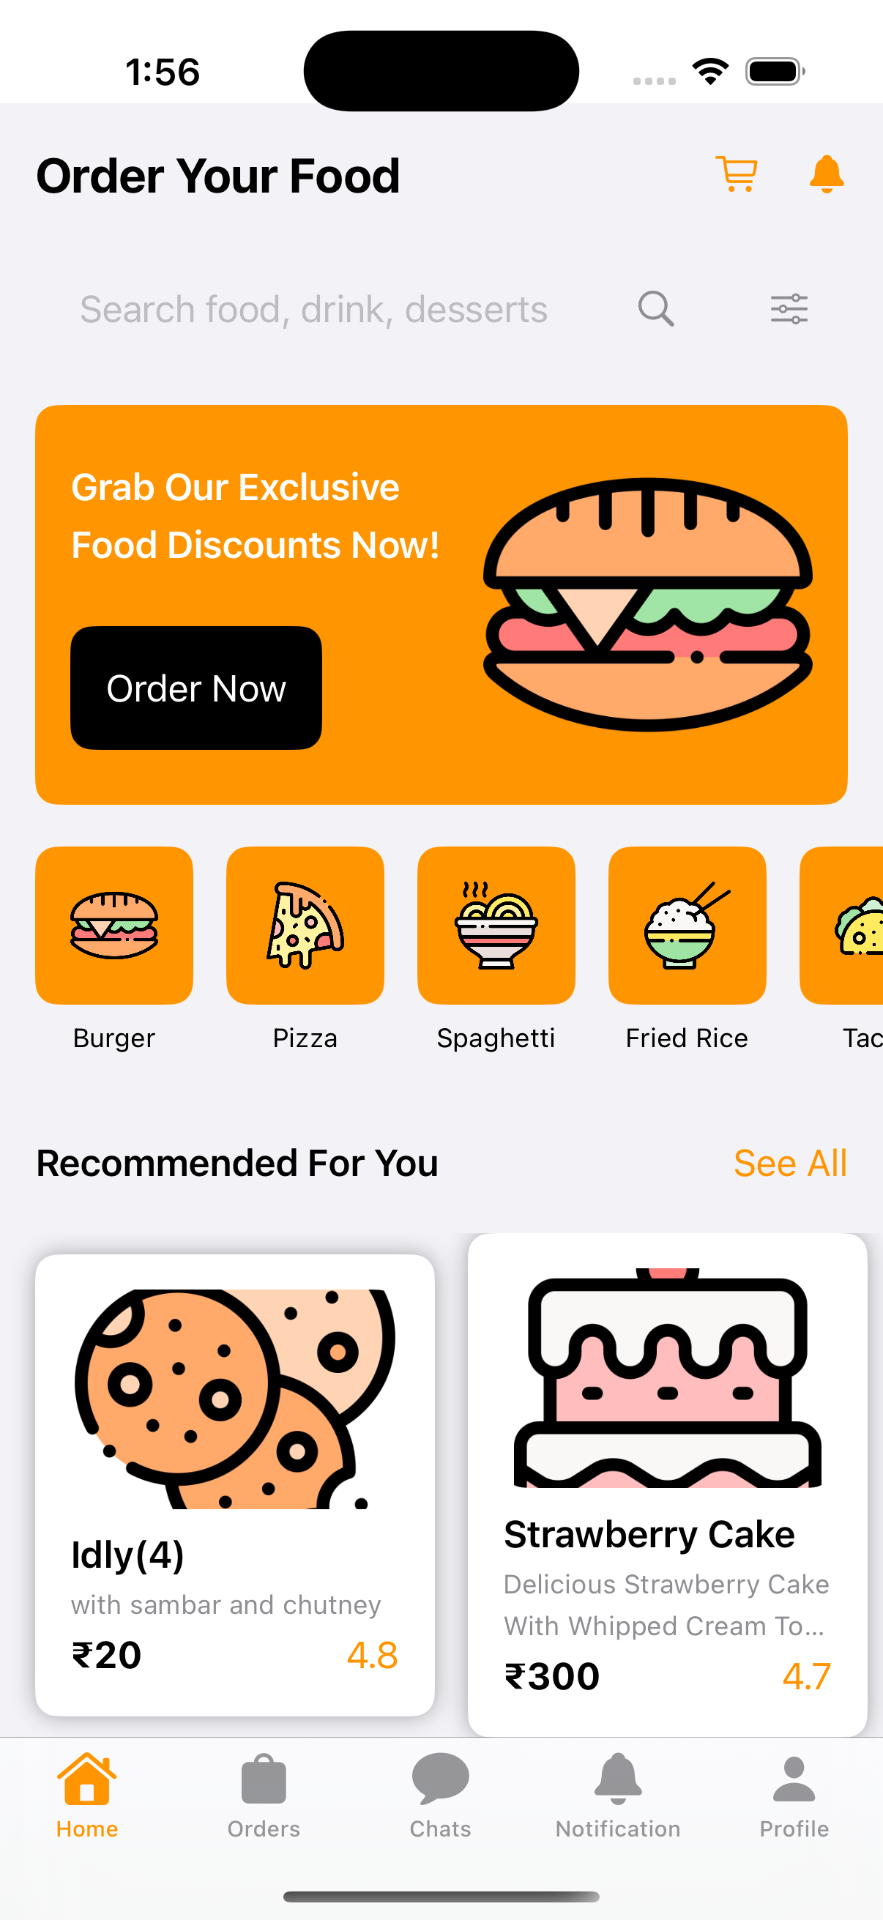 1:56
Order Your Food
Search food, drink, desserts
Grab Our Exclusive
Food Discounts Now!
Order Now
Burger
Pizza
Spaghetti
Fried Rice
Tac
Recommended For You
See All
Idly(4)
with sambar and chutney
₹20
4.8
Strawberry Cake
Delicious Strawberry Cake
With Whipped Cream To...
₹300
4.7
Home
Orders
Chats
Notification
Profile